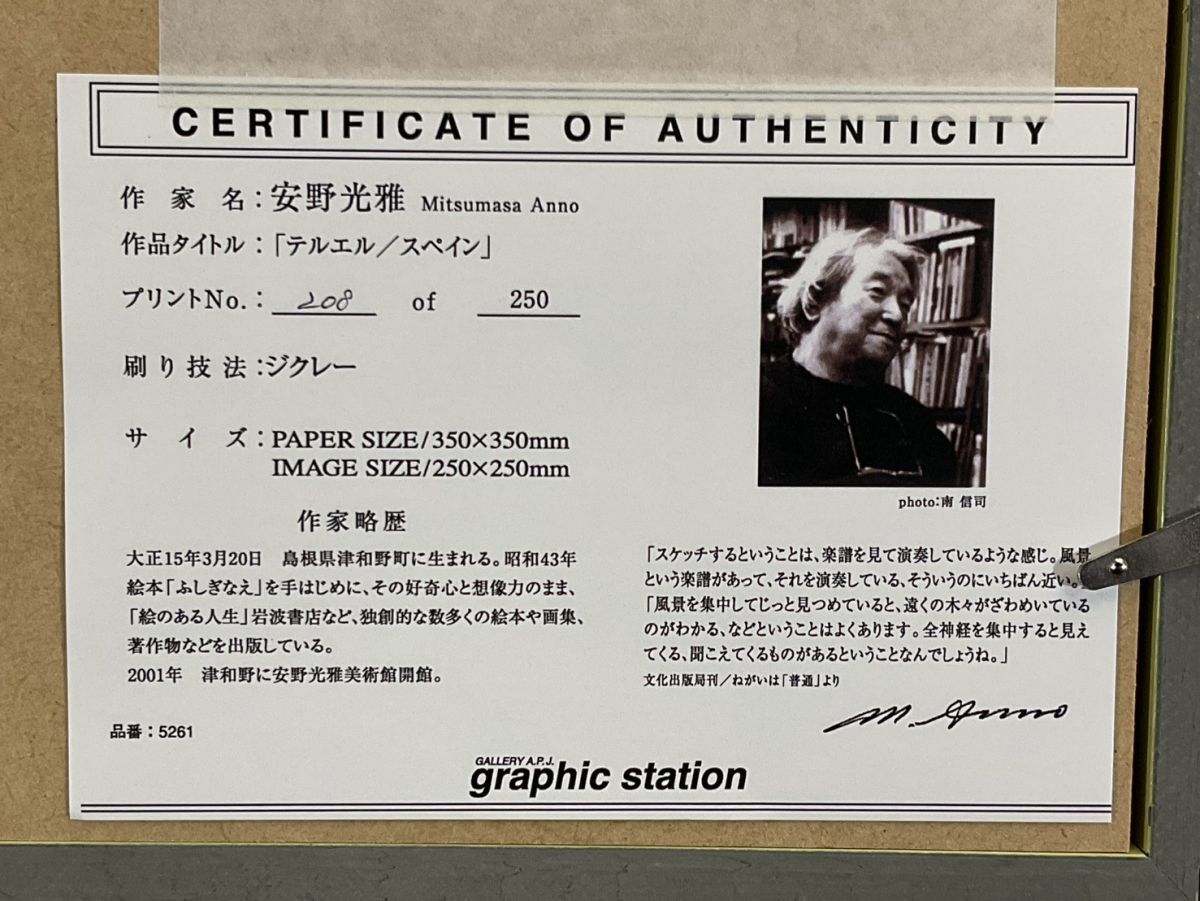 CERTIFICATE OF AUTHENTICITY
作家名：安野光雅 Mitsumasa Anno
作品タイトル：「テルエル／スペイン」
プリントNo.： 208 of 250
刷り技法：ジクレー
サイズ：PAPER SIZE/350×350mm
IMAGE SIZE/250×250mm
作家略歴
大正15年3月20日　島根県津和野町に生まれる。昭和43年
絵本「ふしぎなえ」を手はじめに、その好奇心と想像力のまま、
「絵のある人生」岩波書店など、独創的な数多くの絵本や画集、
著作物などを出版している。
2001年　津和野に安野光雅美術館開館。
品番：5261
photo:南 信司
「スケッチするということは、楽譜を見て演奏しているような感じ。風景
という楽譜があって、それを演奏している、そういうのにいちばん近い。
「風景を集中してじっと見つめていると、遠くの木々がざわめいている
のがわかる、などということはよくあります。全神経を集中すると見え
てくる、聞こえてくるものがあるということなんでしょうね。」
文化出版局刊／ねがいは「普通」より
M. Anno
GALLERY A.P.J.
graphic station